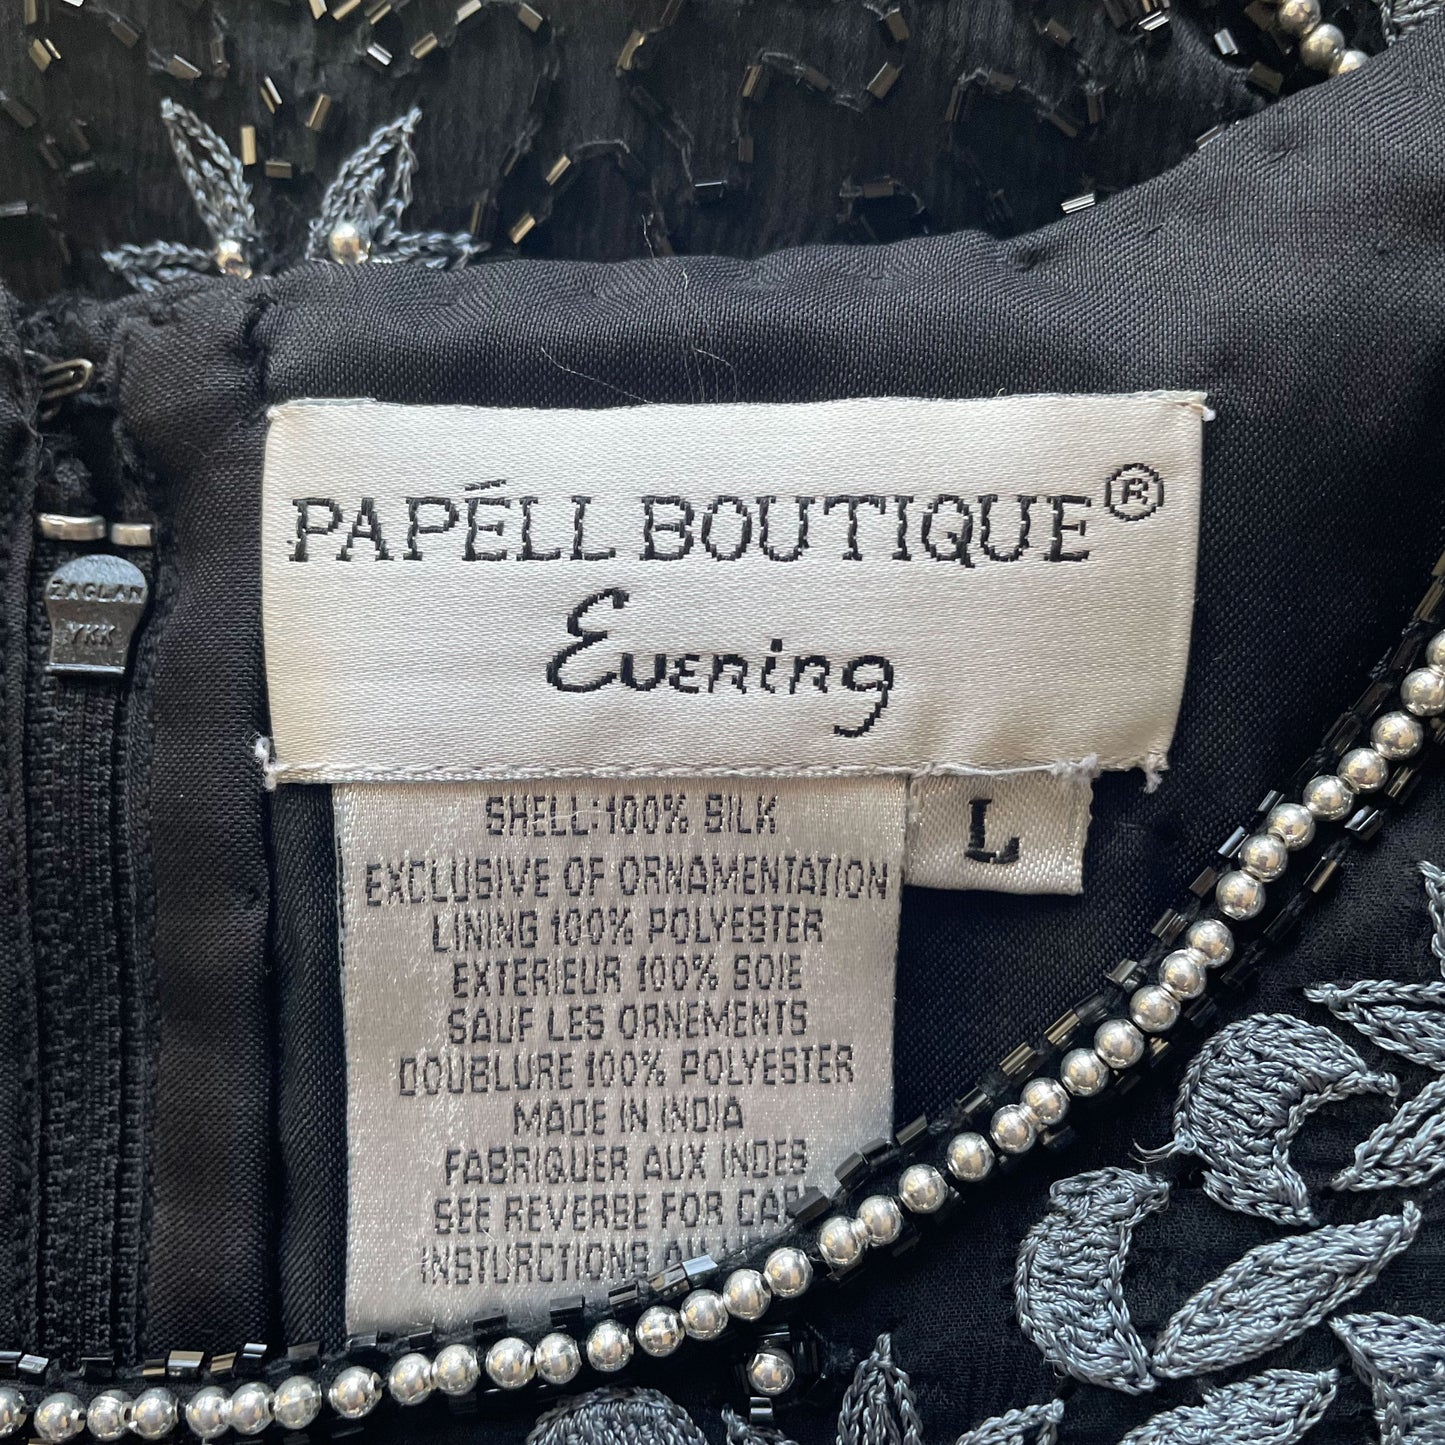 PAPÉLL BOUTIQUE®
Evening
L
SHELL:100% SILK
EXCLUSIVE OF ORNAMENTATION
LINING 100% POLYESTER
EXTERIEUR 100% SOIE
SAUF LES ORNEMENTS
DOUBLURE 100% POLYESTER
MADE IN INDIA
FABRIQUER AUX INDES
SEE REVERSE FOR
INSTURCTIONS
ZAGLAN
YKK